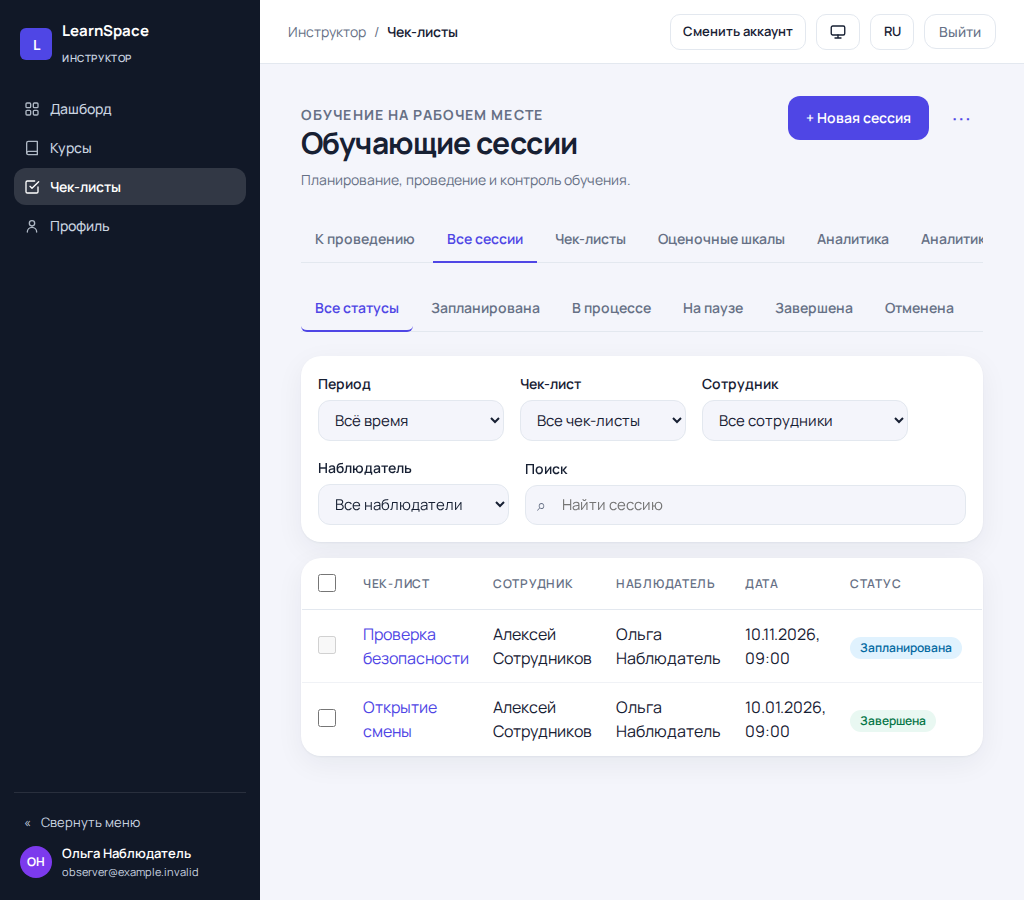 L
LearnSpace
ИНСТРУКТОР
Дашборд
Курсы
Чек-листы
Профиль
« Свернуть меню
ОН
Ольга Наблюдатель
observer@example.invalid
Инструктор / Чек-листы
Сменить аккаунт
RU
Выйти
ОБУЧЕНИЕ НА РАБОЧЕМ МЕСТЕ
Обучающие сессии
Планирование, проведение и контроль обучения.
+ Новая сессия
...
К проведению Все сессии Чек-листы Оценочные шкалы Аналитика Аналитик
Все статусы Запланирована В процессе На паузе Завершена Отменена
Период Чек-лист Сотрудник
Всё время Все чек-листы Все сотрудники
Наблюдатель Поиск
Все наблюдатели Найти сессию
ЧЕК-ЛИСТ СОТРУДНИК НАБЛЮДАТЕЛЬ ДАТА СТАТУС
Проверка Алексей Ольга 10.11.2026,
безопасности Сотрудников Наблюдатель 09:00 Запланирована
Открытие Алексей Ольга 10.01.2026,
смены Сотрудников Наблюдатель 09:00 Завершена